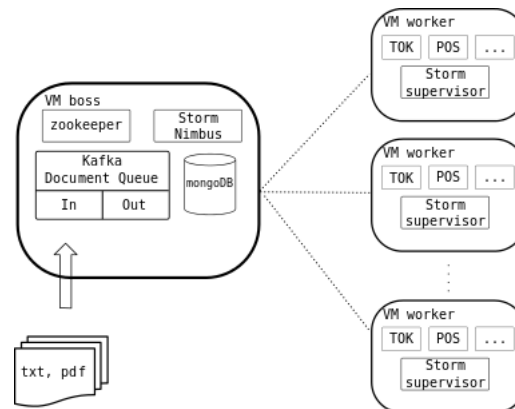 VM boss
zookeeper
Storm
Nimbus
Kafka
Document Queue
In Out
mongoDB
txt, pdf
VM worker
TOK POS ...
Storm
supervisor
VM worker
TOK POS ...
Storm
supervisor
VM worker
TOK POS ...
Storm
supervisor